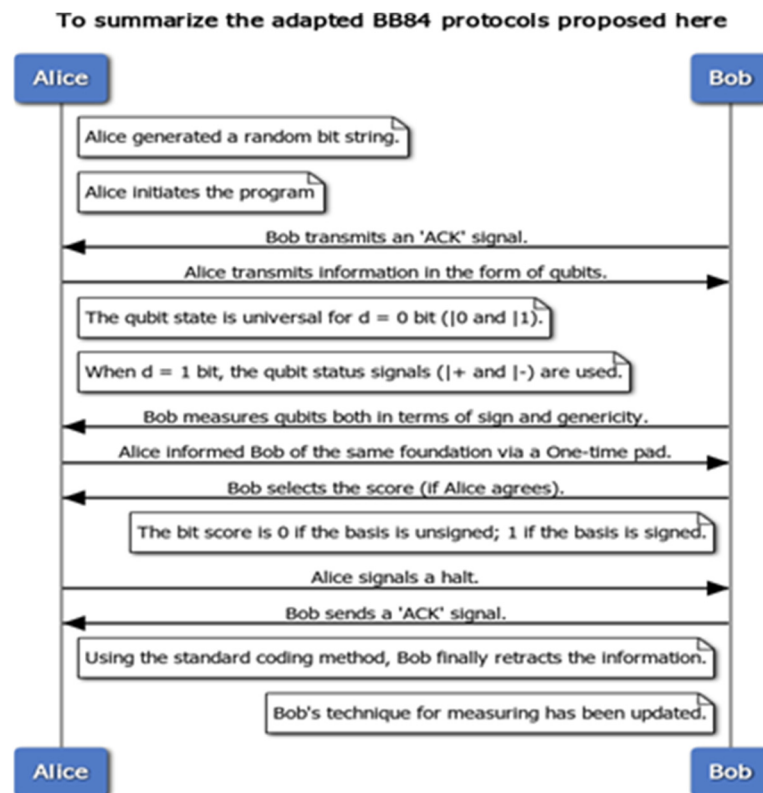 To summarize the adapted BB84 protocols proposed here
Alice Bob
Alice generated a random bit string.
Alice initiates the program
Bob transmits an 'ACK' signal.
Alice transmits information in the form of qubits.
The qubit state is universal for d = 0 bit (|0 and |1).
When d = 1 bit, the qubit status signals (|+ and |-) are used.
Bob measures qubits both in terms of sign and genericity.
Alice informed Bob of the same foundation via a One-time pad.
Bob selects the score (if Alice agrees).
The bit score is 0 if the basis is unsigned; 1 if the basis is signed.
Alice signals a halt.
Bob sends a 'ACK' signal.
Using the standard coding method, Bob finally retracts the information.
Bob's technique for measuring has been updated.
Alice Bob